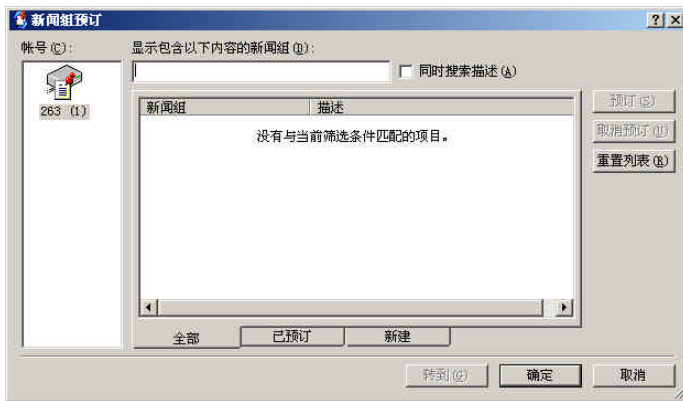 新闻组预订
帐号(C):
显示包含以下内容的新闻组(D):
同时搜索描述(A)
263 (1)
新闻组 描述
没有与当前筛选条件匹配的项目。
预订(S)
取消预订(U)
重置列表(R)
全部 已预订 新建
转到(G) 确定 取消